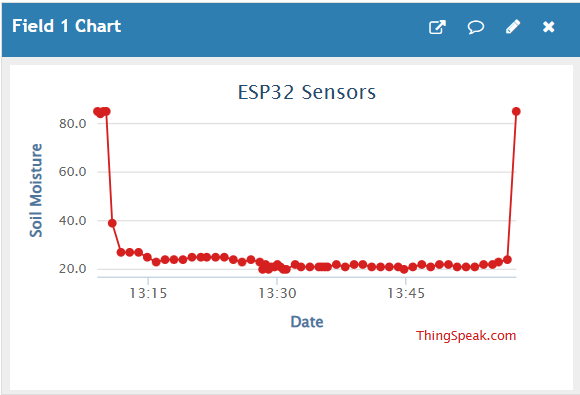 Field 1 Chart
ESP32 Sensors
80.0
60.0
40.0
20.0
Soil Moisture
13:15 13:30 13:45
Date
ThingSpeak.com